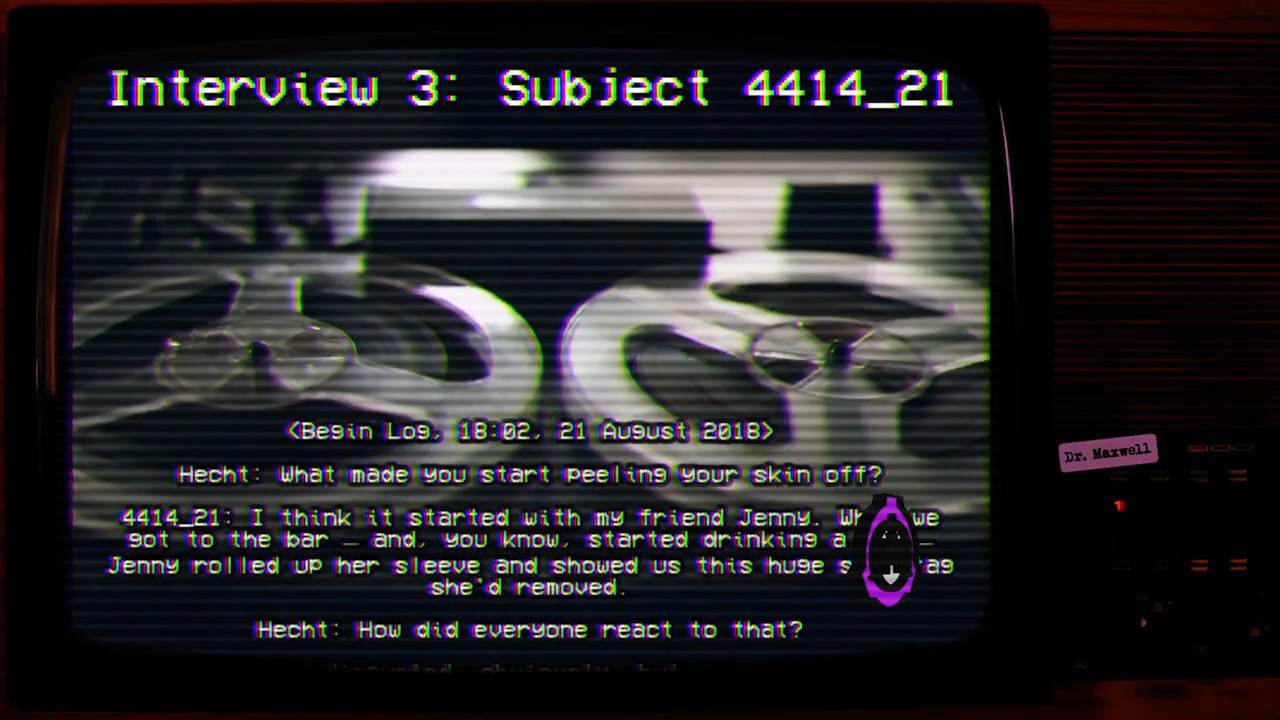 Interview 3: Subject 4414_21
<Begin Log, 18:02, 21 August 2018>
Hecht: What made you start peeling your skin off?
4414_21: I think it started with my friend Jenny. we
got to the bar — and, you know, started drinking a —
Jenny rolled up her sleeve and showed us this huge
she'd removed.
Hecht: How did everyone react to that?
disgusted, obviously, but
Dr. Maxwell